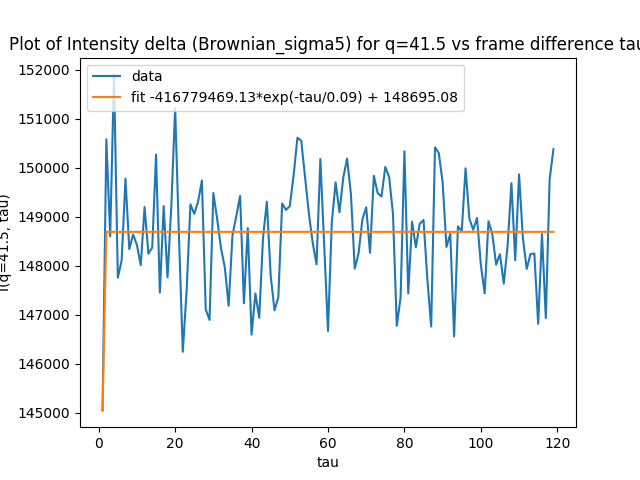 Plot of Intensity delta (Brownian_sigma5) for q=41.5 vs frame difference tau
152000
151000
150000
149000
148000
147000
146000
145000
I(q=41.5, tau)
data
fit -416779469.13*exp(-tau/0.09) + 148695.08
0 20 40 60 80 100 120
tau